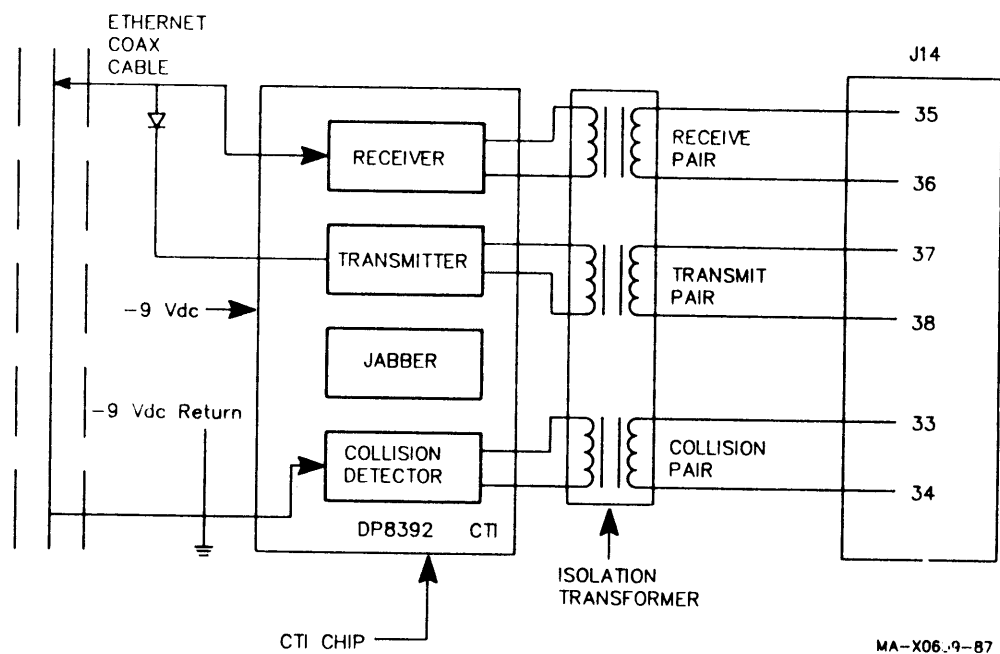 ETHERNET
COAX
CABLE
J14
RECEIVER
RECEIVE
PAIR
35
36
TRANSMITTER
TRANSMIT
PAIR
37
38
-9 Vdc
JABBER
-9 Vdc Return
COLLISION
DETECTOR
COLLISION
PAIR
33
34
DP8392 CTI
ISOLATION
TRANSFORMER
CTI CHIP